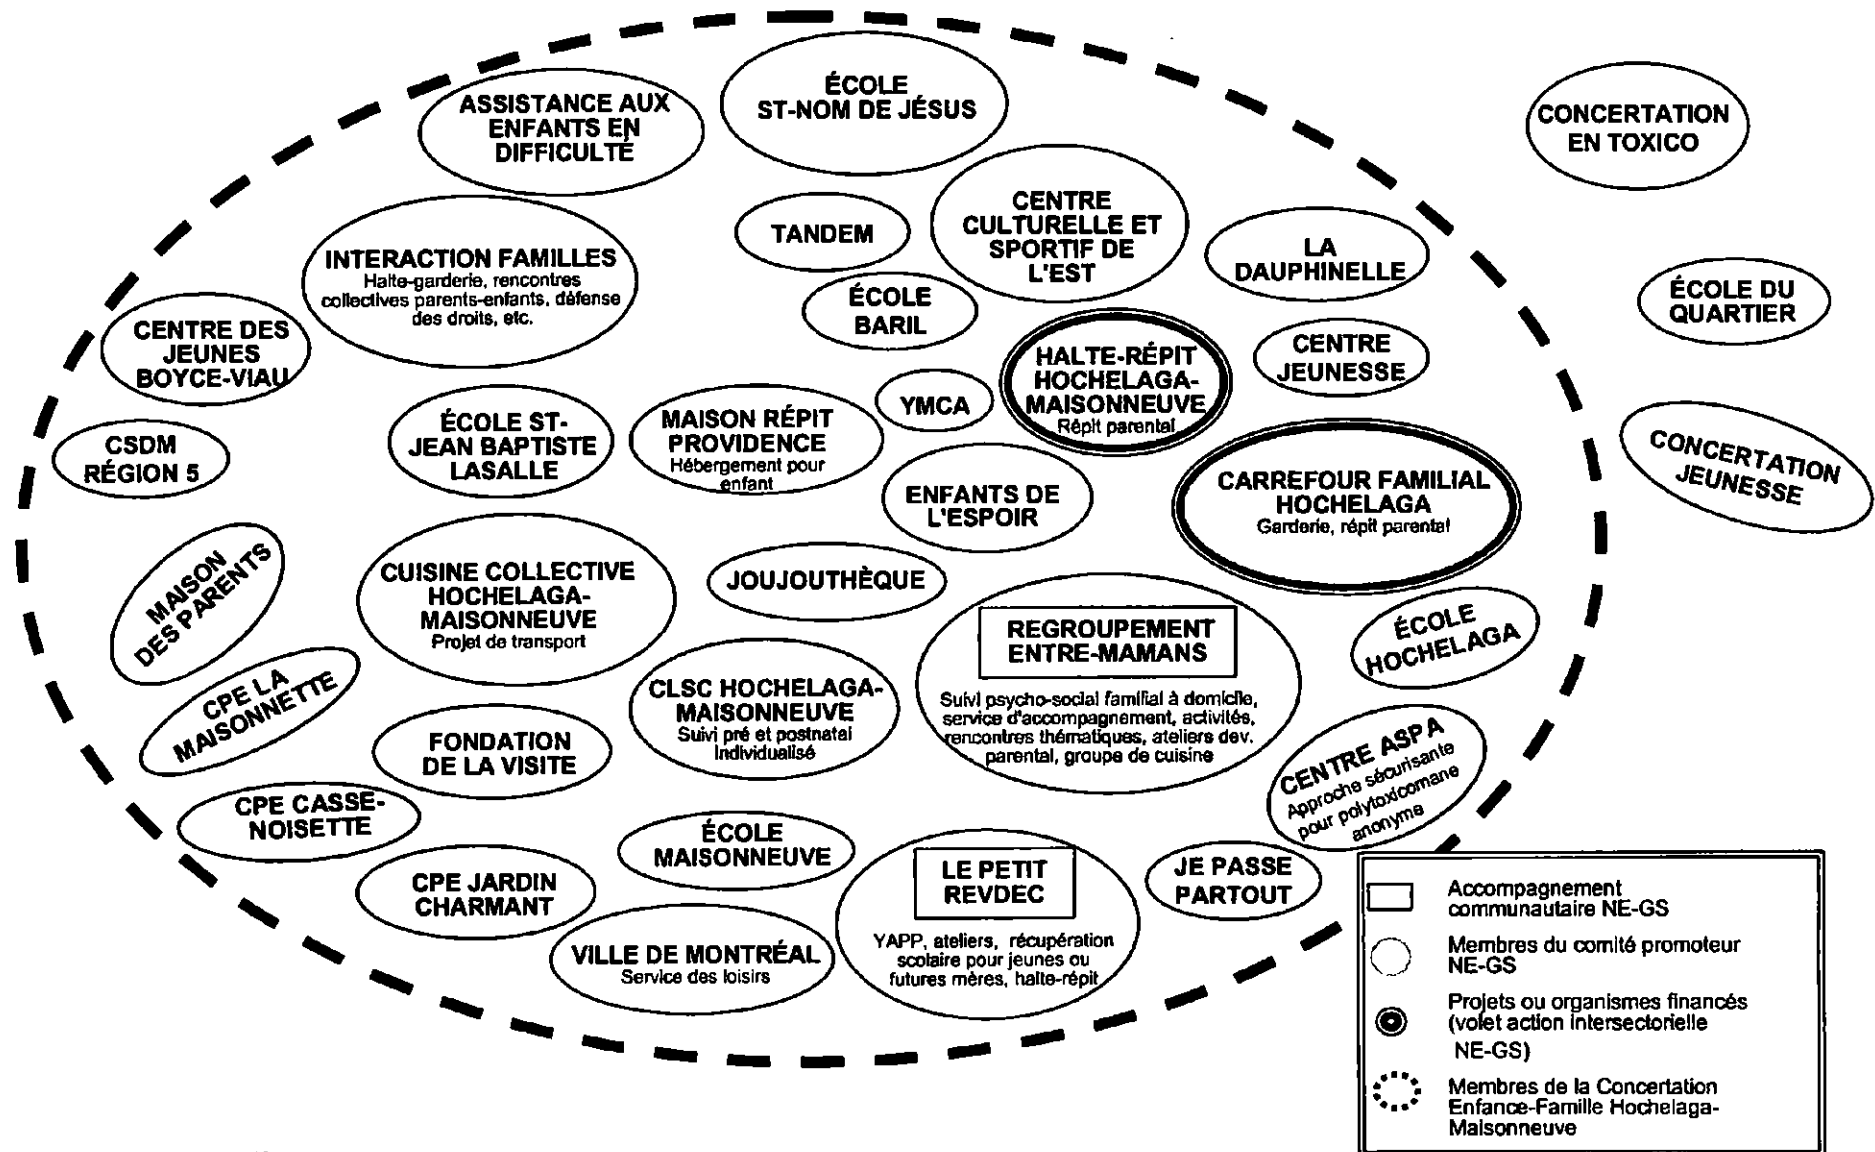 ASSISTANCE AUX
ENFANTS EN
DIFFICULTÉ
ÉCOLE
ST-NOM DE JÉSUS
CONCERTATION
EN TOXICO
INTERACTION FAMILLES
Halte-garderie, rencontres
collectives parents-enfants, défense
des droits, etc.
TANDEM
CENTRE
CULTURELLE ET
SPORTIF DE
L'EST
LA
DAUPHINELLE
ÉCOLE
BARIL
ÉCOLE DU
QUARTIER
CENTRE DES
JEUNES
BOYCE-VIAU
HALTE-RÉPIT
HOCHELAGA-
MAISONNEUVE
Répit parental
CENTRE
JEUNESSE
YMCA
CSDM
RÉGION 5
ÉCOLE ST-
JEAN BAPTISTE
LASALLE
MAISON RÉPIT
PROVIDENCE
Hébergement pour
enfant
ENFANTS DE
L'ESPOIR
CARREFOUR FAMILIAL
HOCHELAGA
Garderie, répit parental
CONCERTATION
JEUNESSE
MAISON
DES PARENTS
CUISINE COLLECTIVE
HOCHELAGA-
MAISONNEUVE
Projet de transport
JOUJOUTHÈQUE
REGROUPEMENT
ENTRE-MAMANS
Suivi psycho-social familial à domicile,
service d'accompagnement, activités,
rencontres thématiques, ateliers dev.
parental, groupe de cuisine
ÉCOLE
HOCHELAGA
CPE LA
MAISONNETTE
FONDATION
DE LA VISITE
CLSC HOCHELAGA-
MAISONNEUVE
Suivi pré et postnatal
Individualisé
CENTRE ASPA
Approche sécurisante
pour polytoxicomane
anonyme
CPE CASSE-
NOISETTE
ÉCOLE
MAISONNEUVE
CPE JARDIN
CHARMANT
LE PETIT
REVDEC
YAPP, ateliers, récupération
scolaire pour jeunes ou
futures mères, halte-répit
JE PASSE
PARTOUT
VILLE DE MONTRÉAL
Service des loisirs
Accompagnement
communautaire NE-GS
Membres du comité promoteur
NE-GS
Projets ou organismes financés
(volet action intersectorielle
NE-GS)
Membres de la Concertation
Enfance-Famille Hochelaga-
Maisonneuve